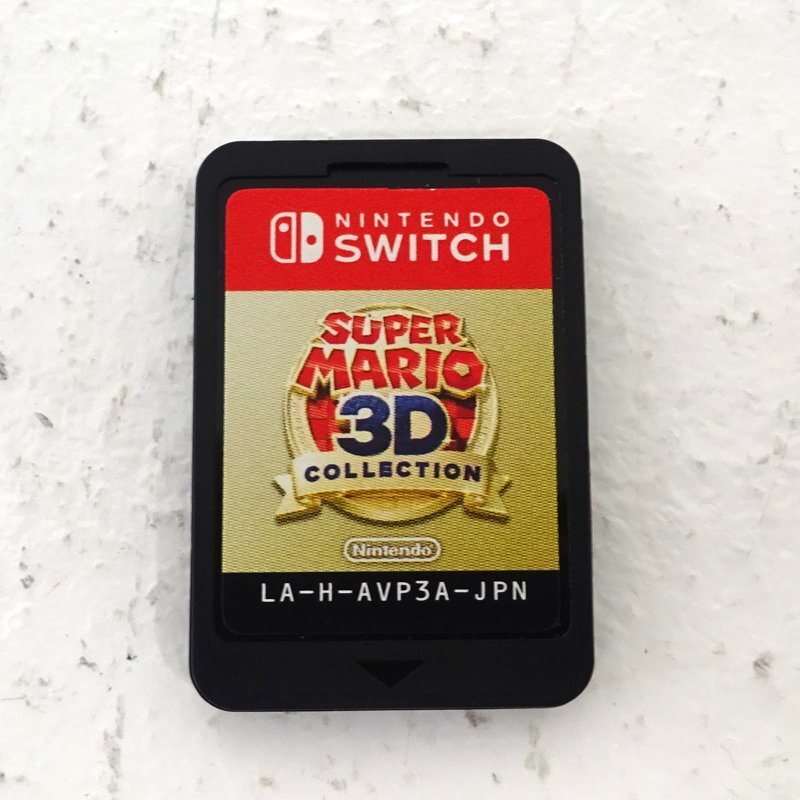 NINTENDO
SWITCH
SUPER
MARIO
3D
COLLECTION
Nintendo
LA-H-AVP3A-JPN